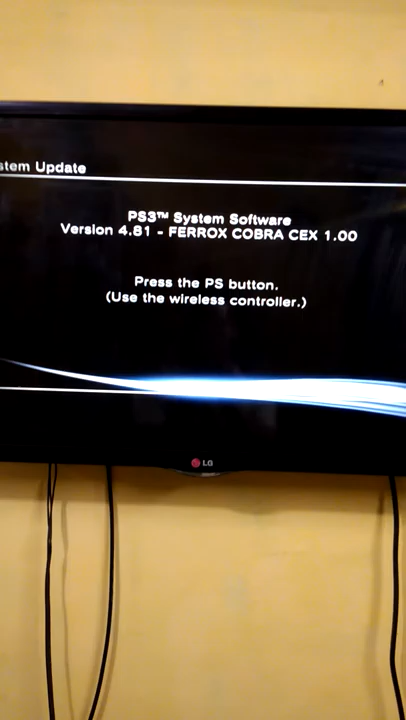 stem Update
PS3™ System Software
Version 4.81 - FERROX COBRA CEX 1.00
Press the PS button.
(Use the wireless controller.)
LG